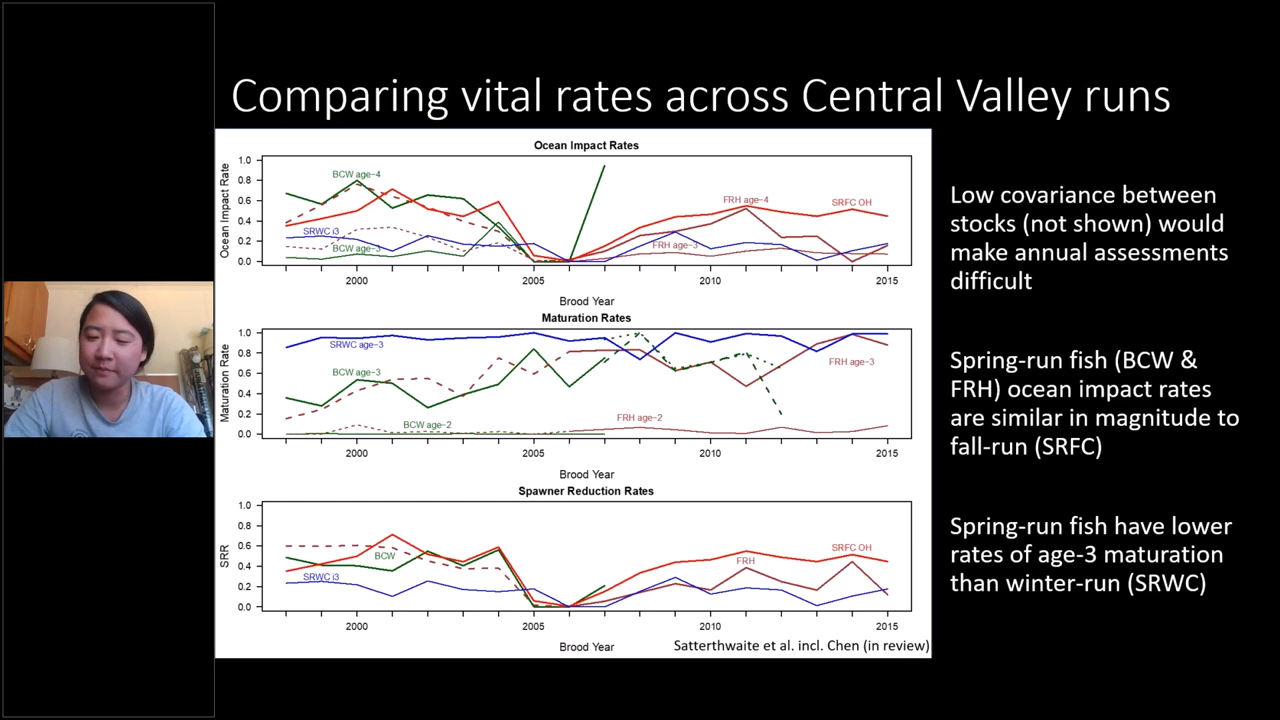 Comparing vital rates across Central Valley runs
Ocean Impact Rates
Ocean Impact Rate
1.0
0.8
0.6
0.4
0.2
0.0
BCW age-4
SRWC i3
BCW age-3
FRH age-4
FRH age-3
SRFC OH
2000
2005
2010
2015
Brood Year
Maturation Rates
Maturation Rate
1.0
0.8
0.6
0.4
0.2
0.0
SRWC age-3
BCW age-3
BCW age-2
FRH age-2
FRH age-3
2000
2005
2010
2015
Brood Year
Spawner Reduction Rates
SRR
1.0
0.8
0.6
0.4
0.2
0.0
BCW
SRWC i3
FRH
SRFC OH
2000
2005
2010
2015
Brood Year
Satterthwaite et al. incl. Chen (in review)
Low covariance between
stocks (not shown) would
make annual assessments
difficult
Spring-run fish (BCW &
FRH) ocean impact rates
are similar in magnitude to
fall-run (SRFC)
Spring-run fish have lower
rates of age-3 maturation
than winter-run (SRWC)